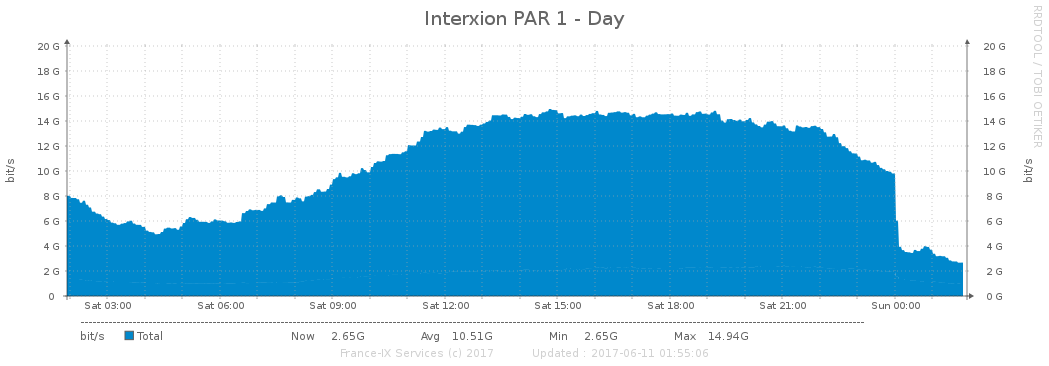 Interxion PAR 1 - Day
RRDTOOL / TOBI OETIKER
20 G 20 G
18 G 18 G
16 G 16 G
14 G 14 G
12 G 12 G
10 G 10 G
8 G 8 G
6 G 6 G
4 G 4 G
2 G 2 G
0 0 G
bit/s bit/s
Sat 03:00 Sat 06:00 Sat 09:00 Sat 12:00 Sat 15:00 Sat 18:00 Sat 21:00 Sun 00:00
bit/s Total Now 2.65G Avg 10.51G Min 2.65G Max 14.94G
France-IX Services (c) 2017 Updated : 2017-06-11 01:55:06